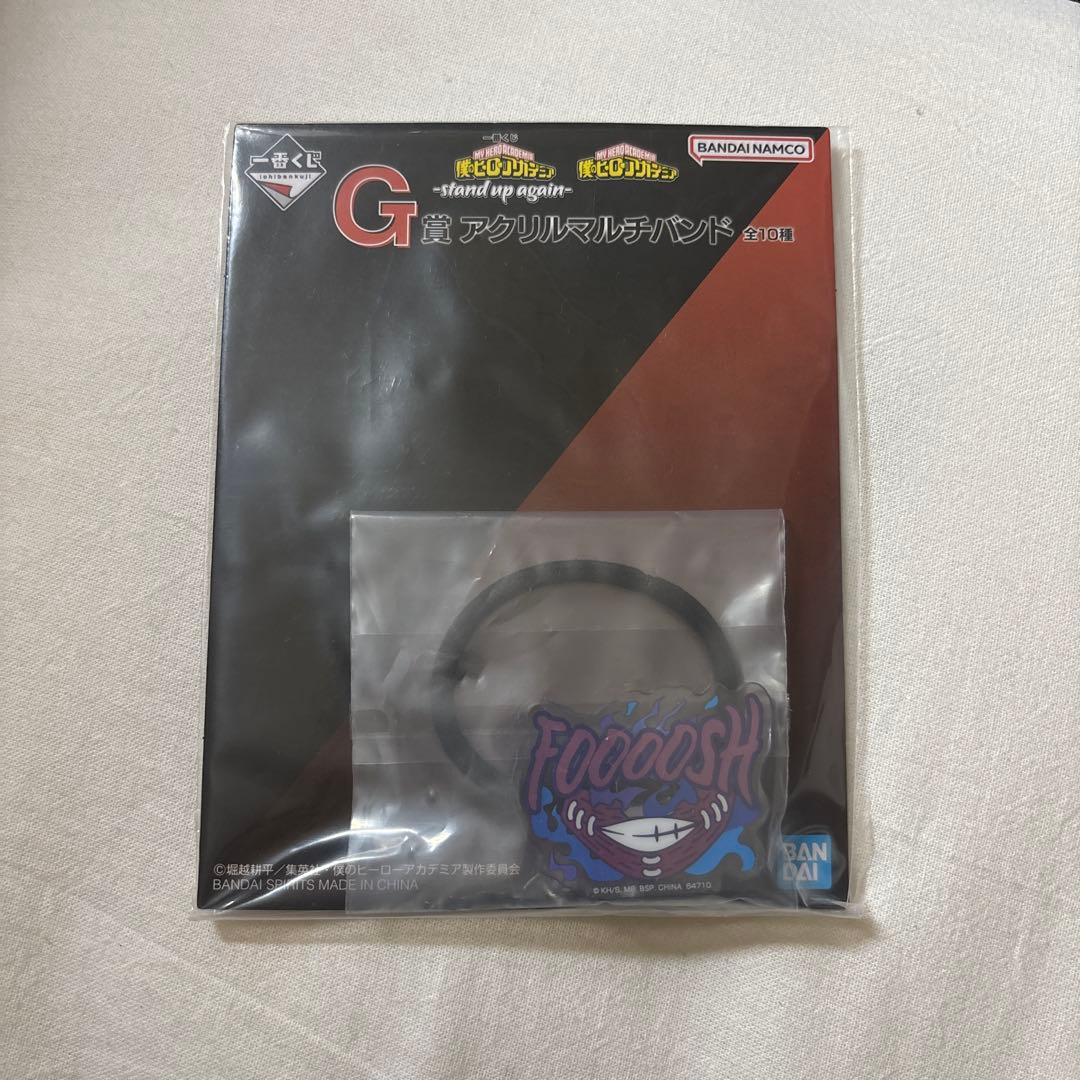 一番くじ
ichibankuji
一番くじ
MY HERO ACADEMIA
僕のヒーローアカデミア
-stand up again-
MY HERO ACADEMIA
僕のヒーローアカデミア
BANDAI NAMCO
G賞 アクリルマルチバンド 全10種
FOOOOSH
©堀越耕平／集英社・僕のヒーローアカデミア製作委員会
BANDAI SPIRITS MADE IN CHINA
©KH/S, MP. BSP. CHINA 64710
BAN
DAI